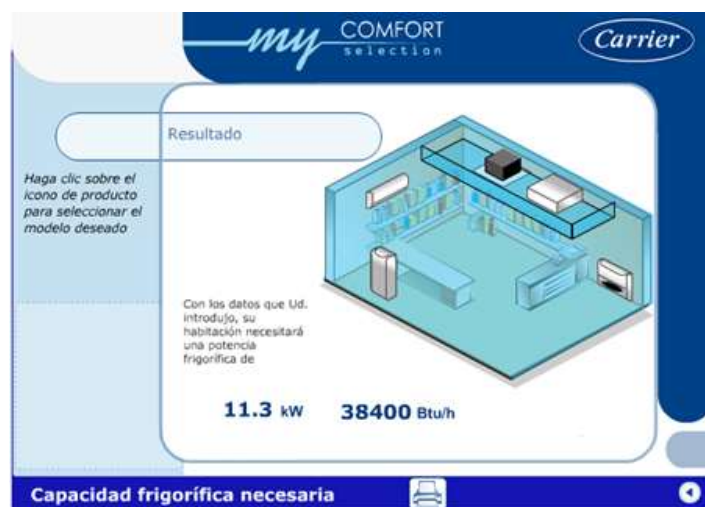 my COMFORT
selection
Carrier
Resultado
Haga clic sobre el
icono de producto
para seleccionar el
modelo deseado
Con los datos que Ud.
introdujo, su
habitación necesitará
una potencia
frigorífica de
11.3 kW 38400 Btu/h
Capacidad frigorífica necesaria